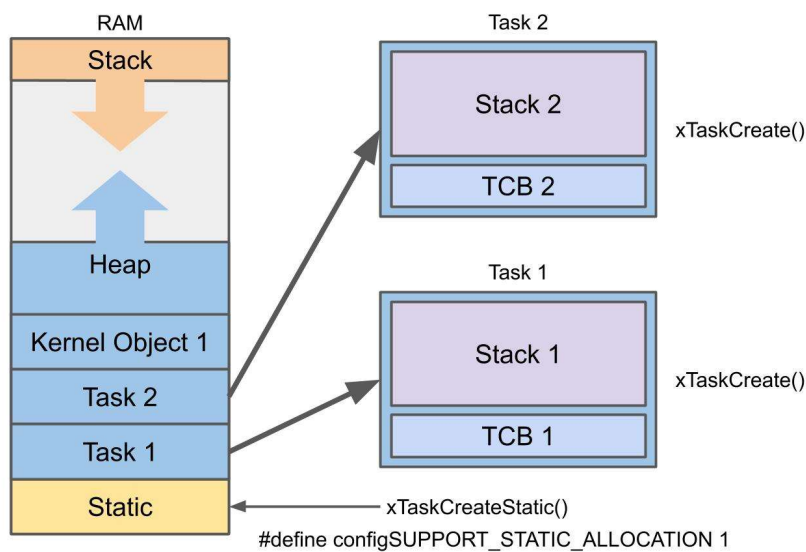 RAM
Stack
Heap
Kernel Object 1
Task 2
Task 1
Static
Task 2
Stack 2
TCB 2
xTaskCreate()
Task 1
Stack 1
TCB 1
xTaskCreate()
xTaskCreateStatic()
#define configSUPPORT_STATIC_ALLOCATION 1